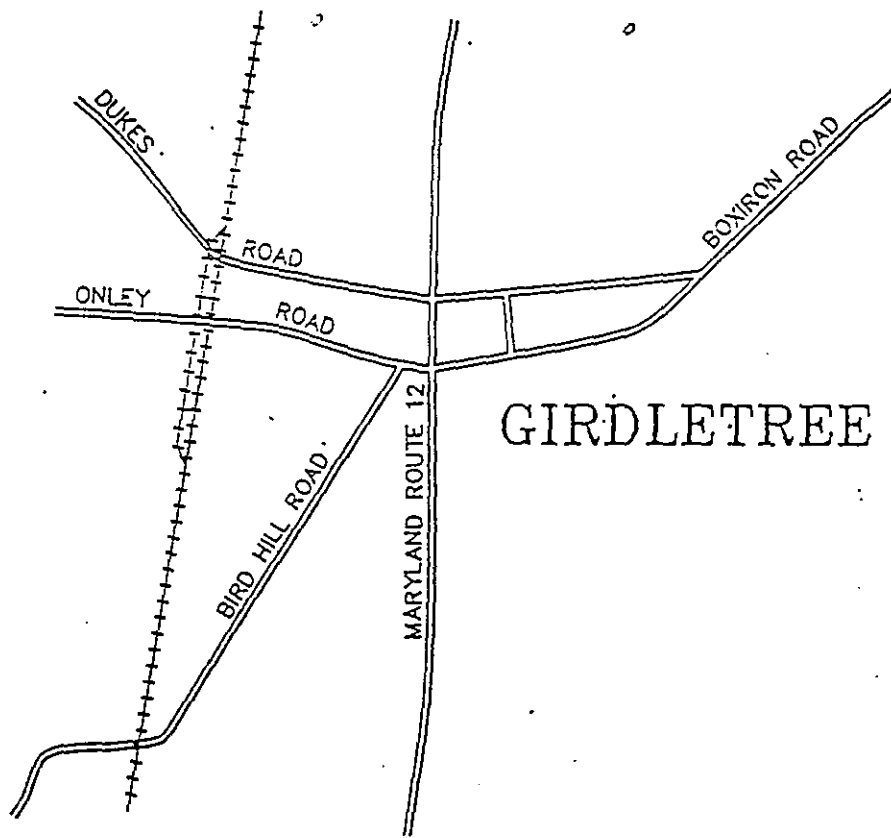 DUKES
ROAD
BOXIRON ROAD
ONLEY
ROAD
GIRDLETREE
MARYLAND ROUTE 12
BIRD HILL ROAD